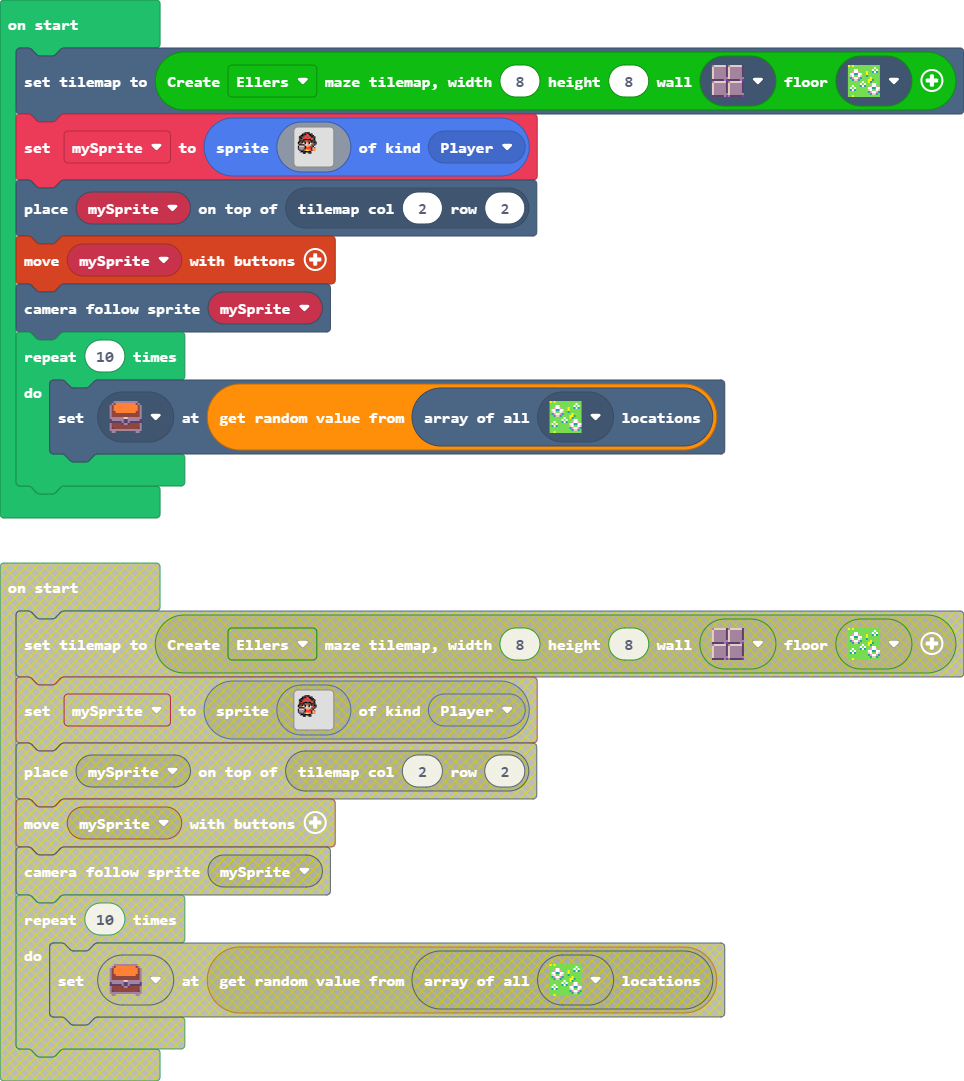 on start
set tilemap to Create Ellers maze tilemap, width 8 height 8 wall floor
set mySprite to sprite of kind Player
place mySprite on top of tilemap col 2 row 2
move mySprite with buttons
camera follow sprite mySprite
repeat 10 times
do
set at get random value from array of all locations
on start
set tilemap to Create Ellers maze tilemap, width 8 height 8 wall floor
set mySprite to sprite of kind Player
place mySprite on top of tilemap col 2 row 2
move mySprite with buttons
camera follow sprite mySprite
repeat 10 times
do
set at get random value from array of all locations